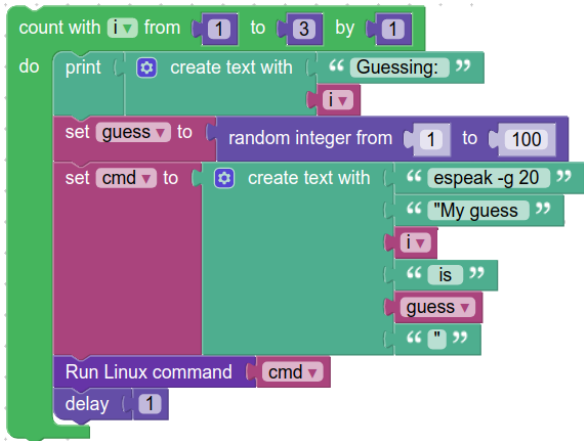 count with i from 1 to 3 by 1
do print create text with “ Guessing: ”
i
set guess to random integer from 1 to 100
set cmd to create text with “ espeak -g 20 ”
“ "My guess ”
i
“ is ”
guess
“ " ”
Run Linux command cmd
delay 1